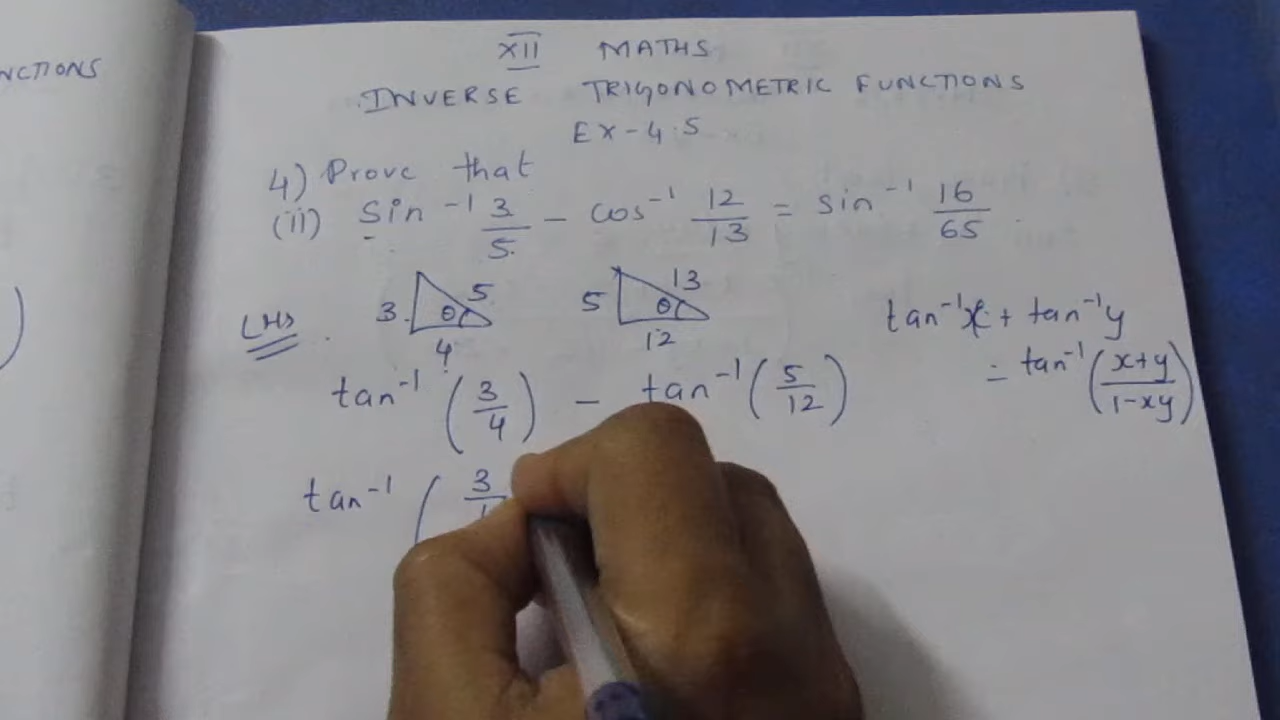 NCTIONS
XII MATHS
INVERSE TRIGONOMETRIC FUNCTIONS
EX-4.5
4) Prove that
(ii) Sin⁻¹ 3/5 - cos⁻¹ 12/13 = sin⁻¹ 16/65
LHS
3 5 θ 4
5 13 θ 12
tan⁻¹x + tan⁻¹y
= tan⁻¹ (x+y/1-xy)
tan⁻¹ (3/4) - tan⁻¹ (5/12)
tan⁻¹ ( 3